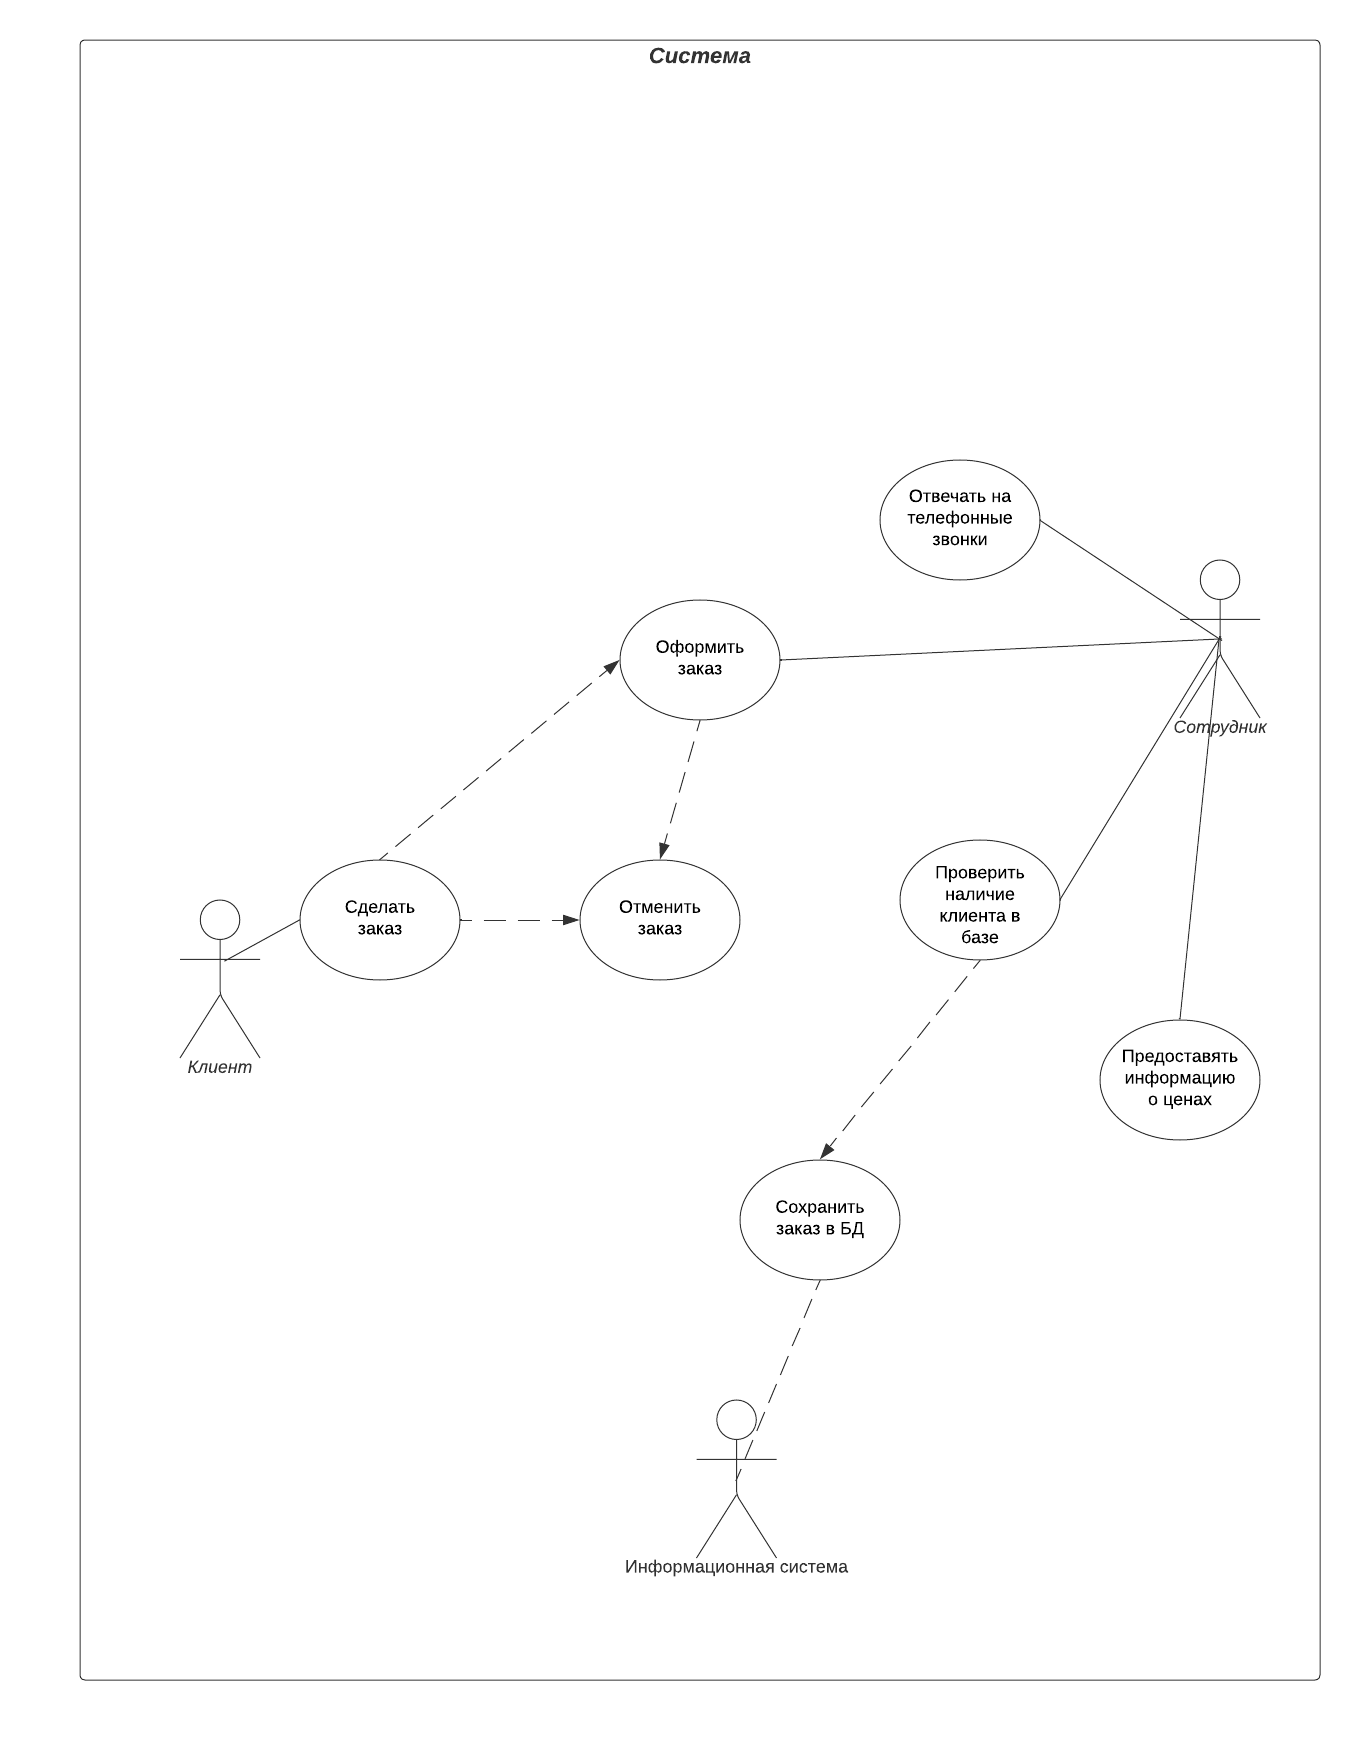 Система
Отвечать на
телефонные
звонки
Оформить
заказ
Сотрудник
Проверить
наличие
клиента в
базе
Сделать
заказ
Отменить
заказ
Клиент
Предоставять
информацию
о ценах
Сохранить
заказ в БД
Информационная система